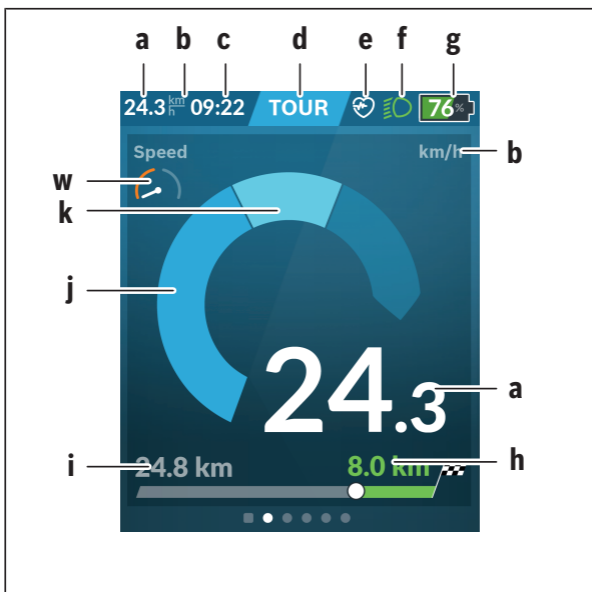 a b c d e f g
24.3 km/h 09:22 TOUR 76%
Speed km/h b
w
k
j
24.3 a
i 24.8 km 8.0 km h